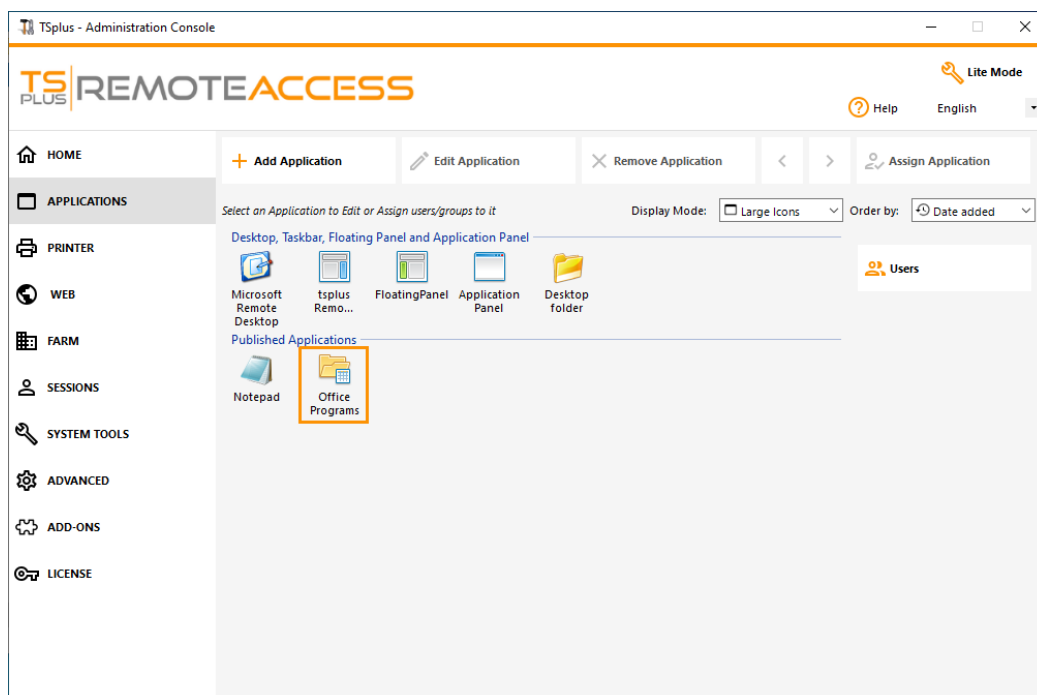 TSplus - Administration Console
TS PLUS REMOTEACCESS
Lite Mode
Help English
HOME
APPLICATIONS
PRINTER
WEB
FARM
SESSIONS
SYSTEM TOOLS
ADVANCED
ADD-ONS
LICENSE
Add Application Edit Application Remove Application < > Assign Application
Select an Application to Edit or Assign users/groups to it Display Mode: Large Icons Order by: Date added
Desktop, Taskbar, Floating Panel and Application Panel
Microsoft
Remote
Desktop
tsplus
Remo...
FloatingPanel
Application
Panel
Desktop
folder
Users
Published Applications
Notepad
Office
Programs